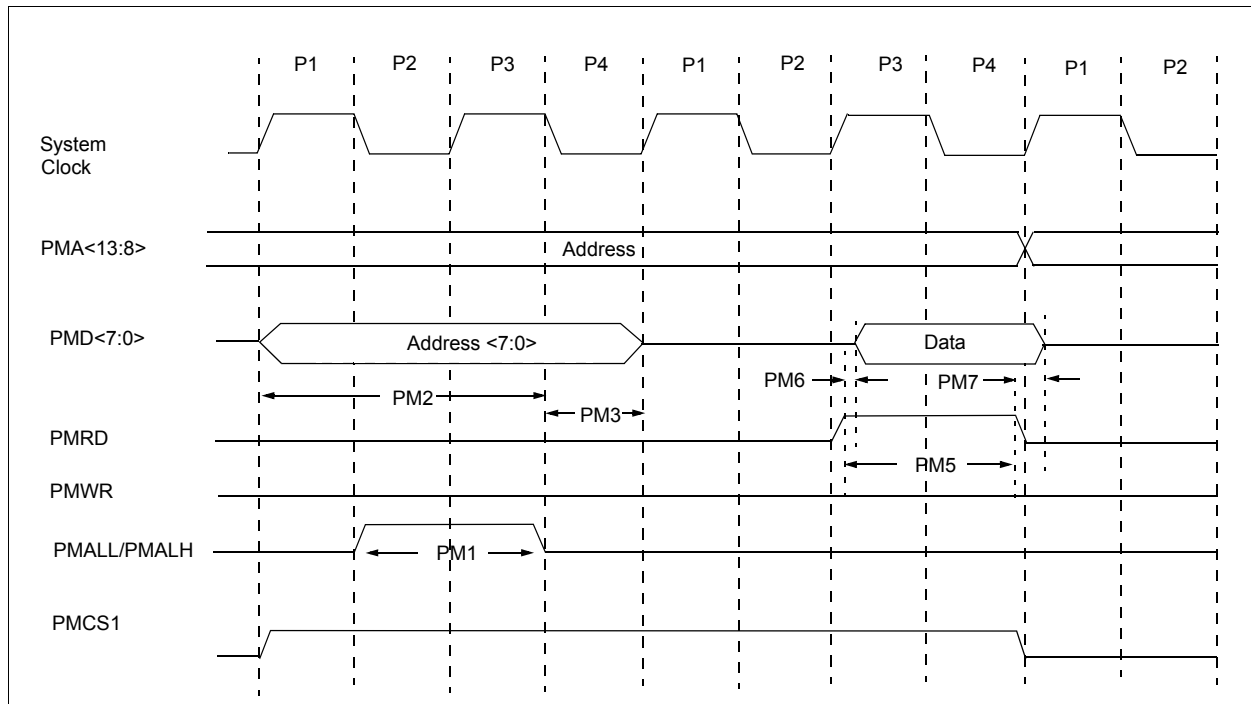 P1 P2 P3 P4 P1 P2 P3 P4 P1 P2
System
Clock
PMA<13:8>
Address
PMD<7:0>
Address <7:0>
Data
PM6
PM7
PM2
PM3
PMRD
PM5
PMWR
PMALL/PMALH
PM1
PMCS1